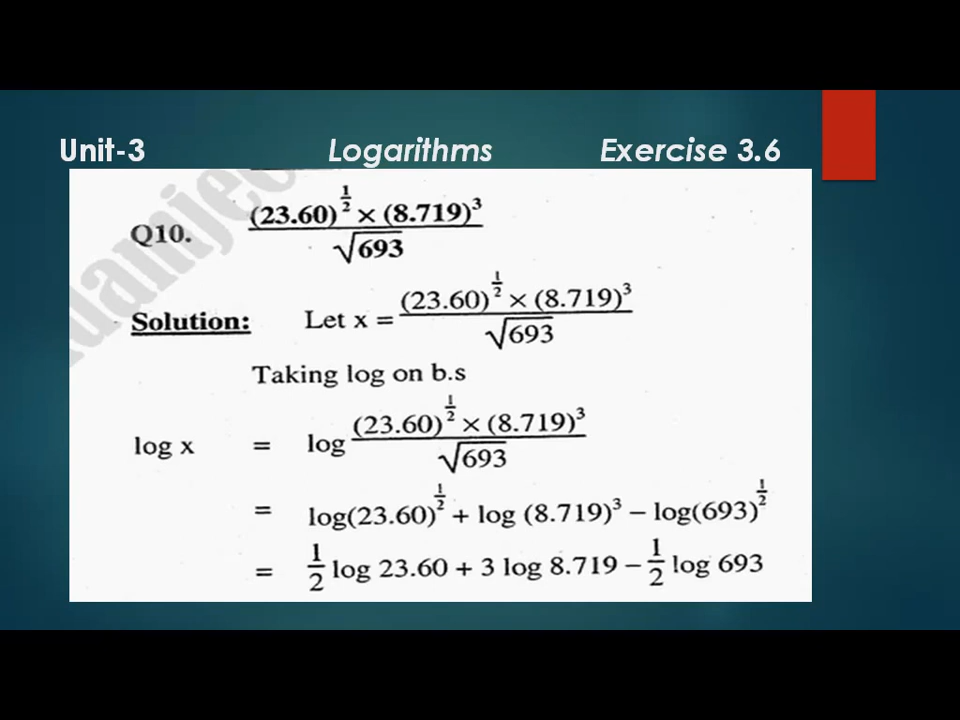 Unit-3 Logarithms Exercise 3.6
Q10. (23.60)^{1/2} × (8.719)^3 / √693
Solution: Let x = (23.60)^{1/2} × (8.719)^3 / √693
Taking log on b.s
log x = log (23.60)^{1/2} × (8.719)^3 / √693
= log(23.60)^{1/2} + log (8.719)^3 – log(693)^{1/2}
= 1/2 log 23.60 + 3 log 8.719 – 1/2 log 693